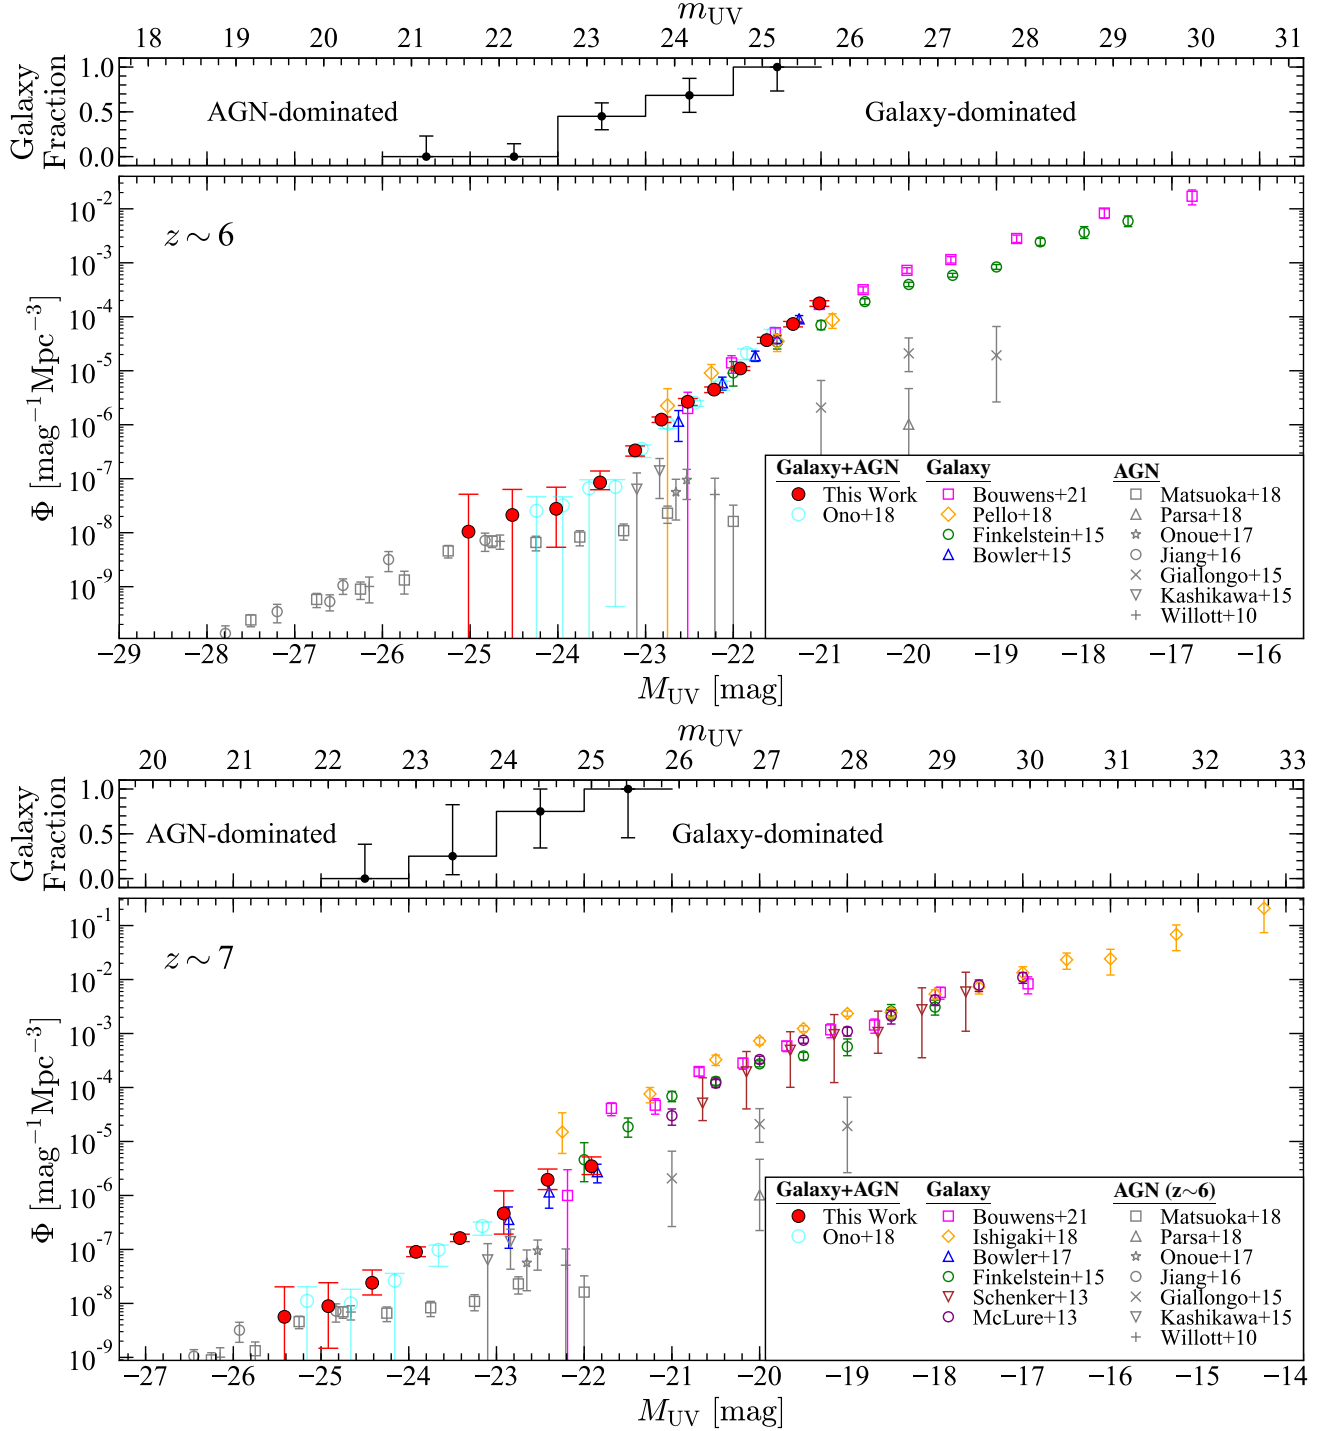 m_UV
18 19 20 21 22 23 24 25 26 27 28 29 30 31
Galaxy Fraction
1.0
0.5
0.0
AGN-dominated
Galaxy-dominated
z ~ 6
Φ [mag⁻¹Mpc⁻³]
10⁻²
10⁻³
10⁻⁴
10⁻⁵
10⁻⁶
10⁻⁷
10⁻⁸
10⁻⁹
Galaxy+AGN
This Work
Ono+18
Galaxy
Bouwens+21
Pello+18
Finkelstein+15
Bowler+15
AGN
Matsuoka+18
Parsa+18
Onoue+17
Jiang+16
Giallongo+15
Kashikawa+15
Willott+10
−29 −28 −27 −26 −25 −24 −23 −22 −21 −20 −19 −18 −17 −16
M_UV [mag]
m_UV
20 21 22 23 24 25 26 27 28 29 30 31 32 33
Galaxy Fraction
1.0
0.5
0.0
AGN-dominated
Galaxy-dominated
z ~ 7
Φ [mag⁻¹Mpc⁻³]
10⁻¹
10⁻²
10⁻³
10⁻⁴
10⁻⁵
10⁻⁶
10⁻⁷
10⁻⁸
10⁻⁹
Galaxy+AGN
This Work
Ono+18
Galaxy
Bouwens+21
Ishigaki+18
Bowler+17
Finkelstein+15
Schenker+13
McLure+13
AGN (z~6)
Matsuoka+18
Parsa+18
Onoue+17
Jiang+16
Giallongo+15
Kashikawa+15
Willott+10
−27 −26 −25 −24 −23 −22 −21 −20 −19 −18 −17 −16 −15 −14
M_UV [mag]